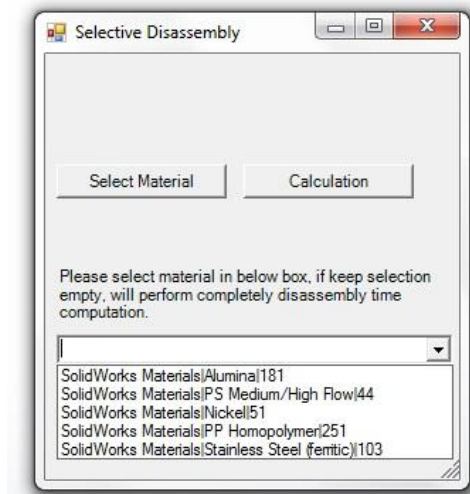 Selective Disassembly
Select Material
Calculation
Please select material in below box, if keep selection
empty, will perform completely disassembly time
computation.
SolidWorks Materials|Alumina|181
SolidWorks Materials|PS Medium/High Flow|44
SolidWorks Materials|Nickel|51
SolidWorks Materials|PP Homopolymer|251
SolidWorks Materials|Stainless Steel (ferritic)|103